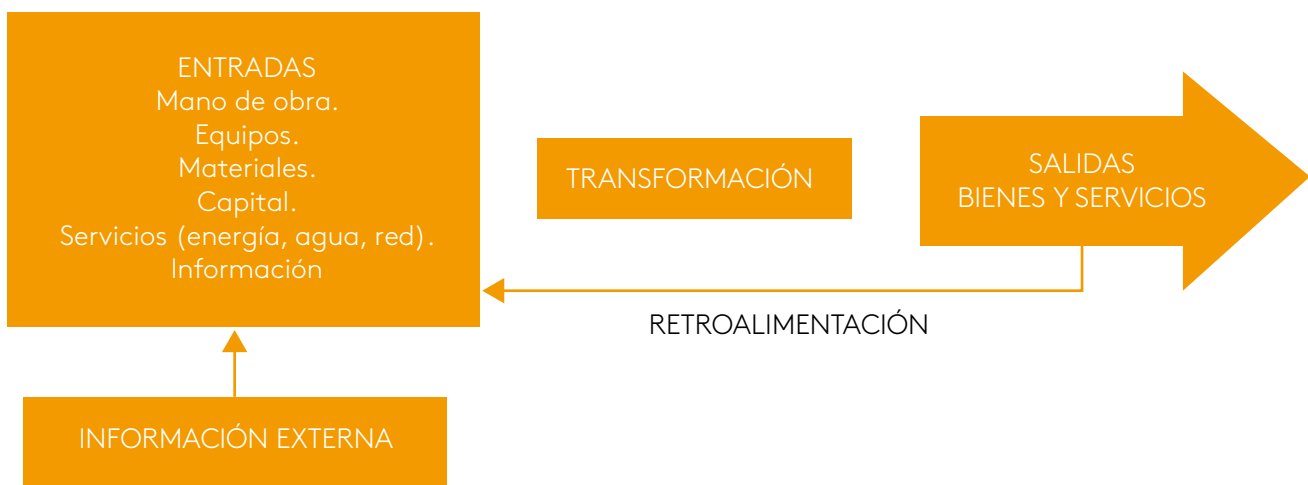 ENTRADAS
Mano de obra.
Equipos.
Materiales.
Capital.
Servicios (energía, agua, red).
Información
TRANSFORMACIÓN
SALIDAS
BIENES Y SERVICIOS
RETROALIMENTACIÓN
INFORMACIÓN EXTERNA